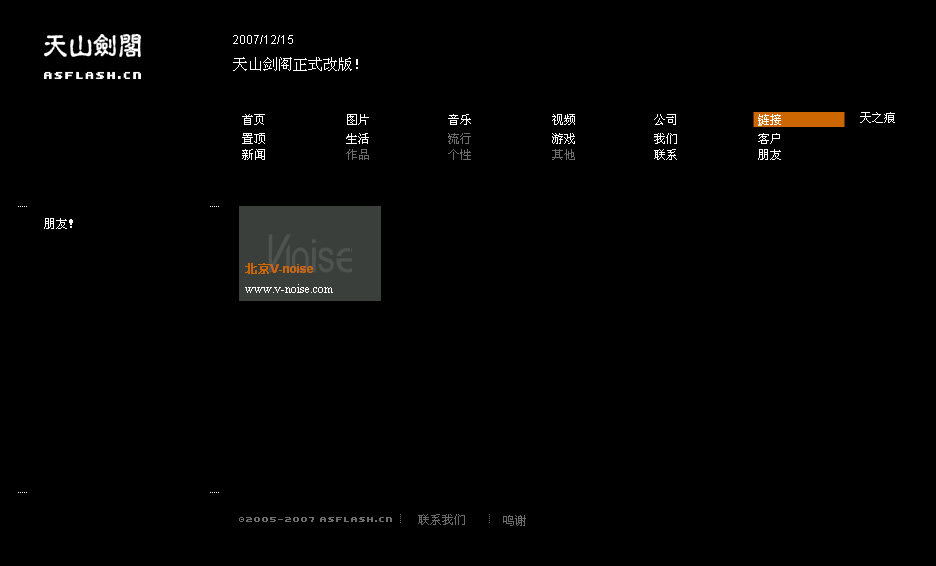 天山劍閣
ASFLASH.CN
2007/12/15
天山剑阁正式改版!
首页 图片 音乐 视频 公司 链接 天之痕
置顶 生活 流行 游戏 我们 客户
新闻 作品 个性 其他 联系 朋友
朋友!
Vnoise
北京V-noise
www.v-noise.com
©2005-2007 ASFLASH.CN 联系我们 鸣谢